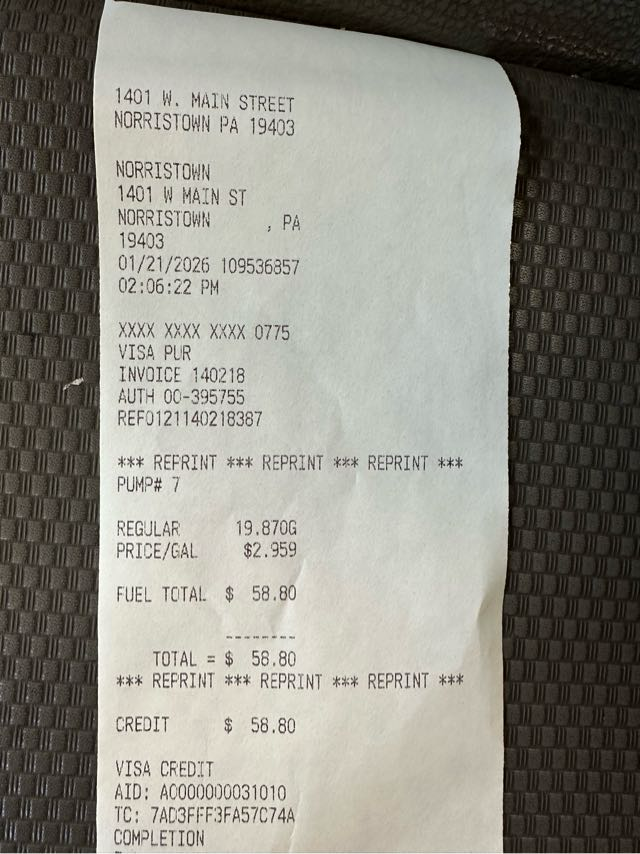 1401 W. MAIN STREET
NORRISTOWN PA 19403
NORRISTOWN
1401 W MAIN ST
NORRISTOWN , PA
19403
01/21/2026 109536857
02:06:22 PM
XXXX XXXX XXXX 0775
VISA PUR
INVOICE 140218
AUTH 00-395755
REF0121140218387
*** REPRINT *** REPRINT *** REPRINT ***
PUMP# 7
REGULAR 19.870G
PRICE/GAL $2.959
FUEL TOTAL $ 58.80
--------
TOTAL = $ 58.80
*** REPRINT *** REPRINT *** REPRINT ***
CREDIT $ 58.80
VISA CREDIT
AID: A0000000031010
TC: 7AD3FFF3FA57C74A
COMPLETION